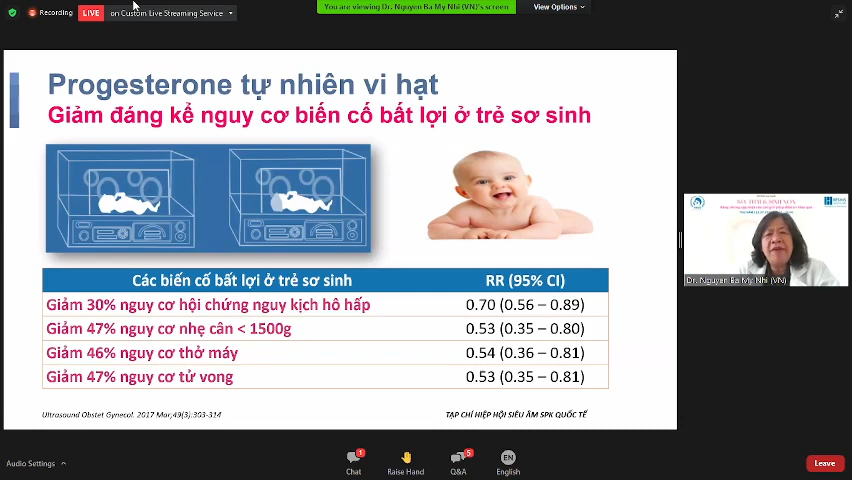 Recording
LIVE
on Custom Live Streaming Service
You are viewing Dr. Nguyen Ba My Nhi (VN)'s screen
View Options
Progesterone tự nhiên vi hạt
Giảm đáng kể nguy cơ biến cố bất lợi ở trẻ sơ sinh
Các biến cố bất lợi ở trẻ sơ sinh RR (95% CI)
Giảm 30% nguy cơ hội chứng nguy kịch hô hấp 0.70 (0.56 – 0.89)
Giảm 47% nguy cơ nhẹ cân < 1500g 0.53 (0.35 – 0.80)
Giảm 46% nguy cơ thở máy 0.54 (0.36 – 0.81)
Giảm 47% nguy cơ tử vong 0.53 (0.35 – 0.81)
Ultrasound Obstet Gynecol. 2017 Mar;49(3):303-314
TẠP CHÍ HIỆP HỘI SIÊU ÂM SPK QUỐC TẾ
Dr. Nguyen Ba My Nhi (VN)
Audio Settings
1
Chat
Raise Hand
5
Q&A
EN
English
Leave